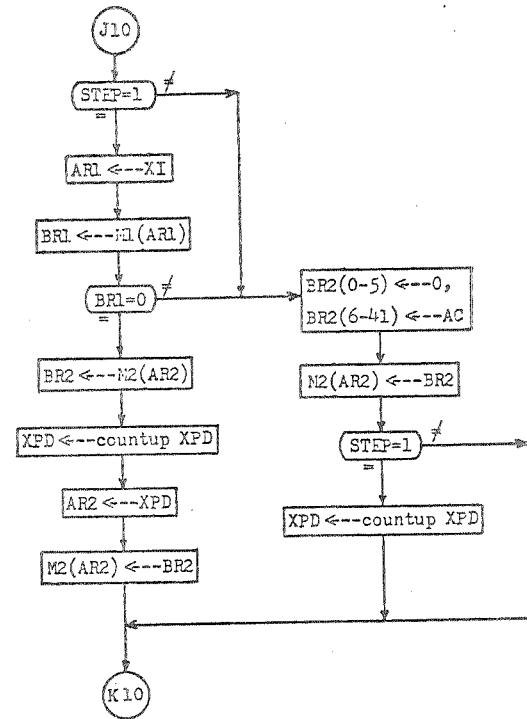 J10
STEP=1
≠
=
AR1 <---XI
BR1 <---M1(AR1)
BR1=0
≠
=
BR2 <---M2(AR2)
XPD <---countup XPD
AR2 <---XPD
M2(AR2) <---BR2
BR2(0-5) <---0,
BR2(6-41) <---AC
M2(AR2) <---BR2
STEP=1
≠
=
XPD <---countup XPD
K10